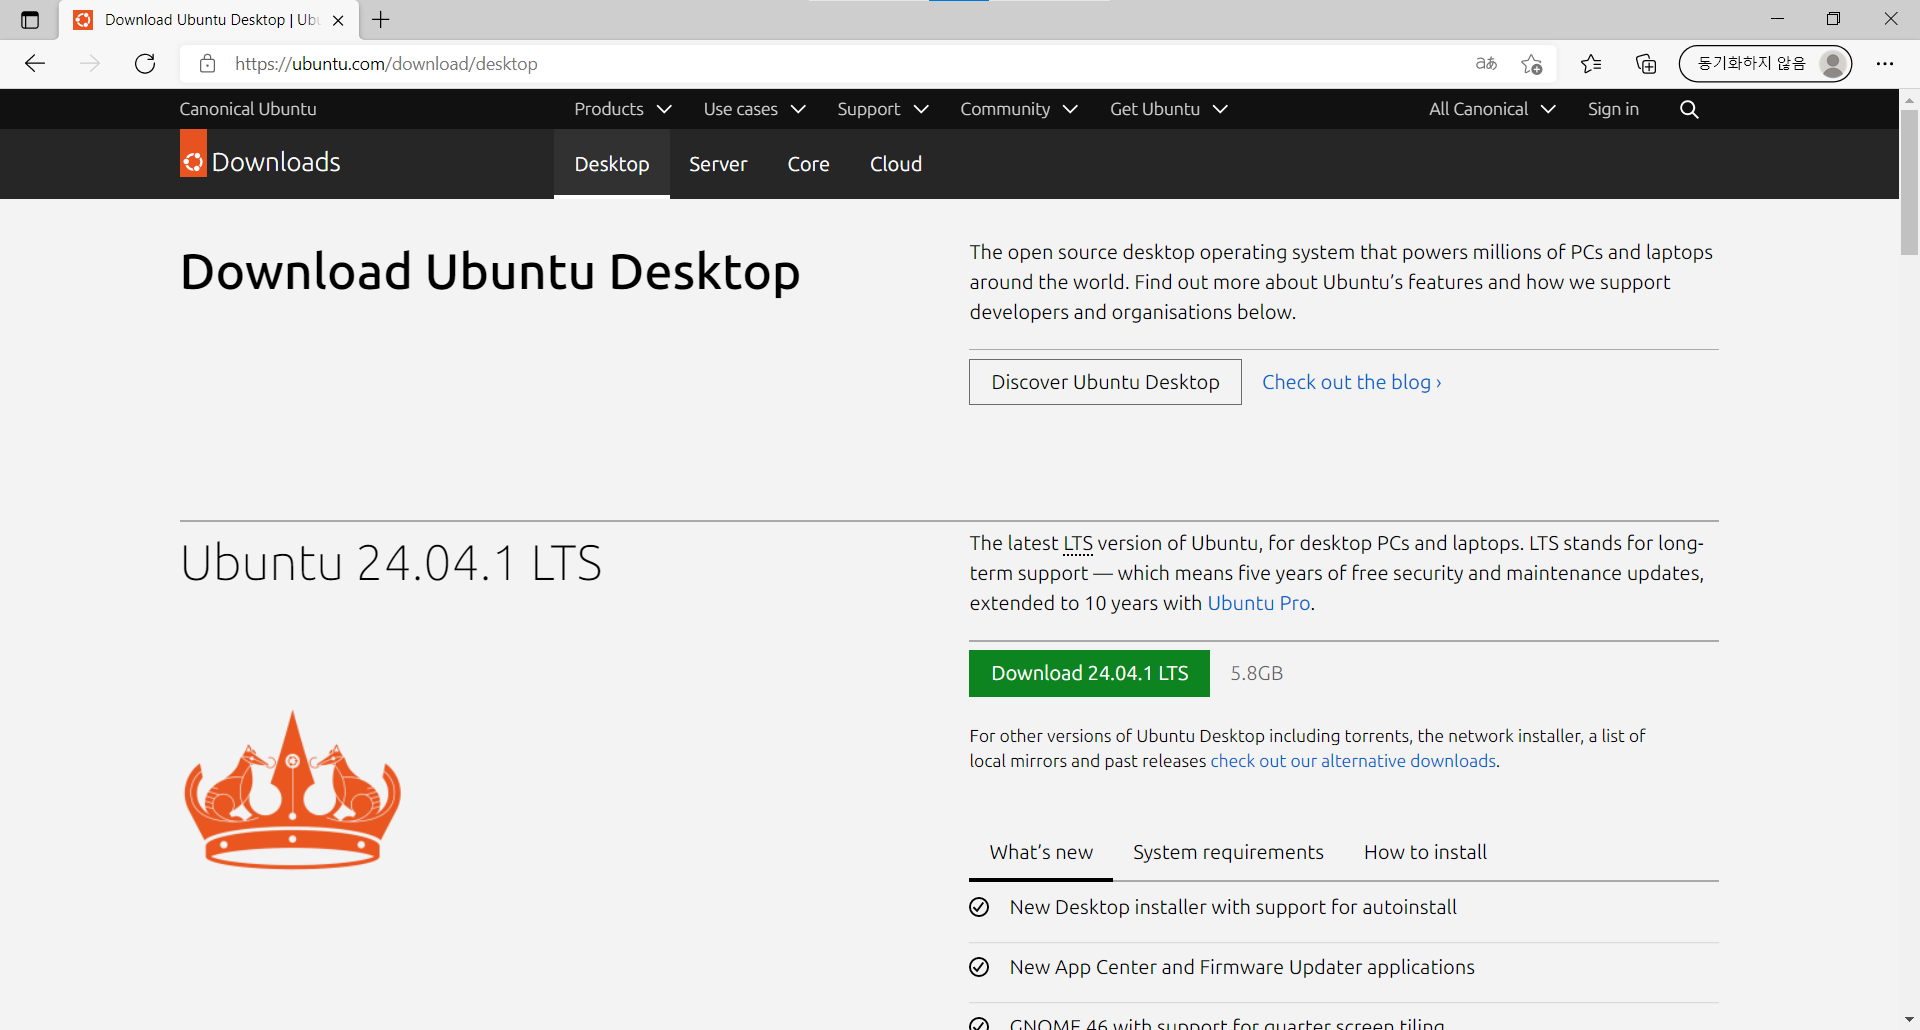 Download Ubuntu Desktop | Ub
https://ubuntu.com/download/desktop
aあ
동기화하지 않음
Canonical Ubuntu
Products
Use cases
Support
Community
Get Ubuntu
All Canonical
Sign in
Downloads
Desktop
Server
Core
Cloud
Download Ubuntu Desktop
The open source desktop operating system that powers millions of PCs and laptops
around the world. Find out more about Ubuntu’s features and how we support
developers and organisations below.
Discover Ubuntu Desktop
Check out the blog ›
Ubuntu 24.04.1 LTS
The latest LTS version of Ubuntu, for desktop PCs and laptops. LTS stands for long-
term support — which means five years of free security and maintenance updates,
extended to 10 years with Ubuntu Pro.
Download 24.04.1 LTS
5.8GB
For other versions of Ubuntu Desktop including torrents, the network installer, a list of
local mirrors and past releases check out our alternative downloads.
What’s new
System requirements
How to install
New Desktop installer with support for autoinstall
New App Center and Firmware Updater applications
GNOME 46 with support for quarter screen tiling